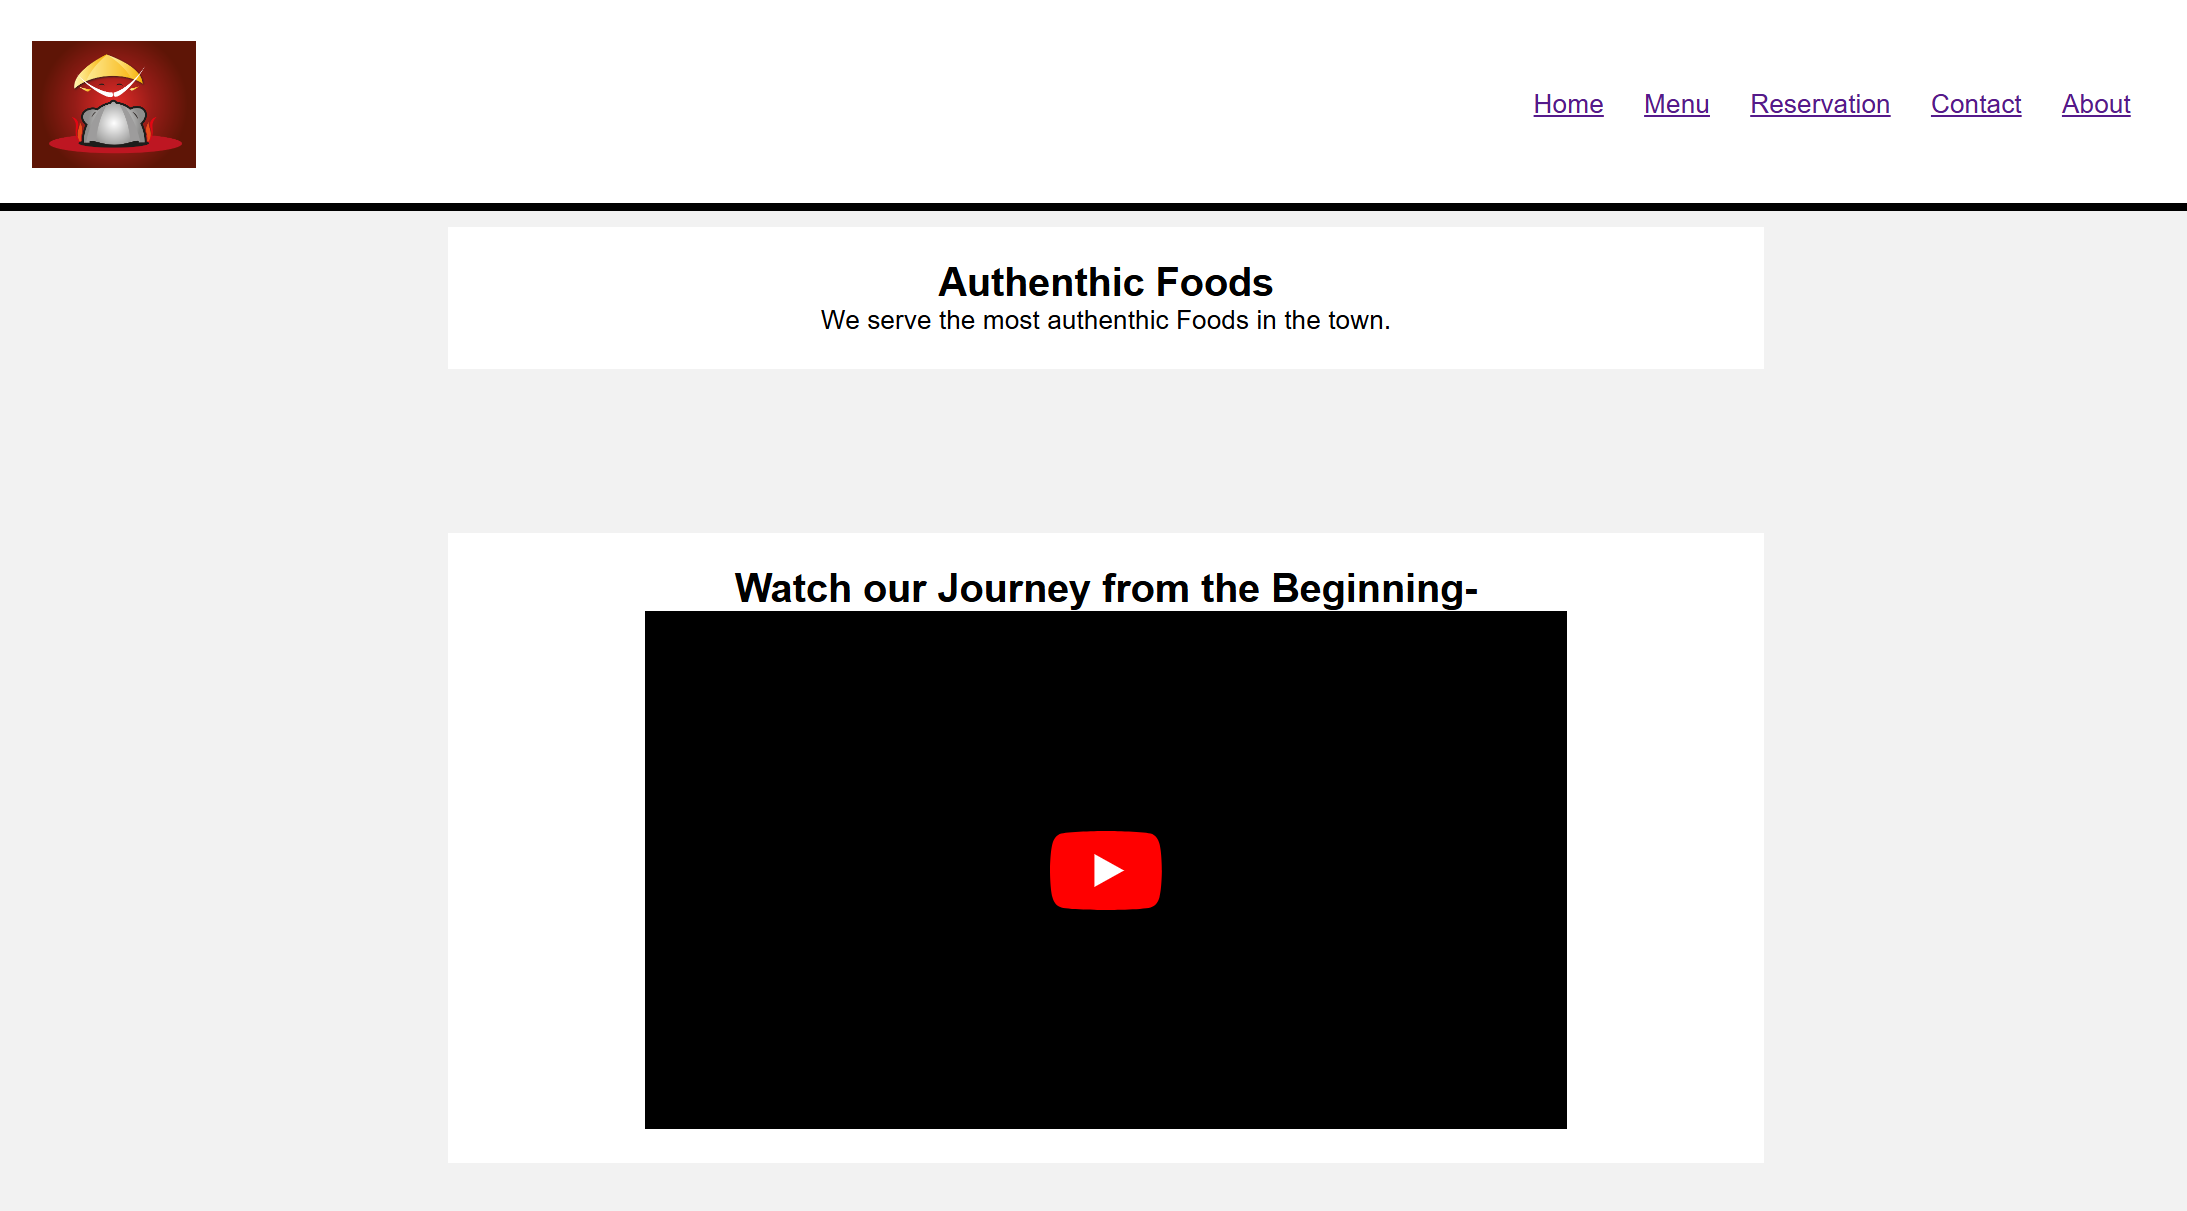 Home Menu Reservation Contact About
Authenthic Foods
We serve the most authenthic Foods in the town.
Watch our Journey from the Beginning-